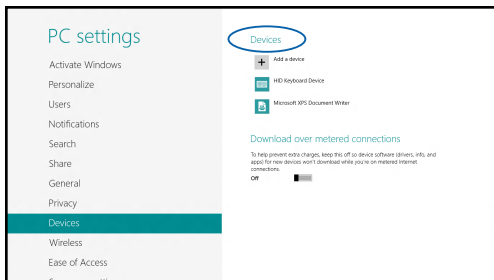 PC settings
Activate Windows
Personalize
Users
Notifications
Search
Share
General
Privacy
Devices
Wireless
Ease of Access
Devices
Add a device
HID Keyboard Device
Microsoft XPS Document Writer
Download over metered connections
To help prevent extra charges, keep this off so device software (drivers, info, and
apps) for new devices won't download while you're on metered Internet
connections.
Off